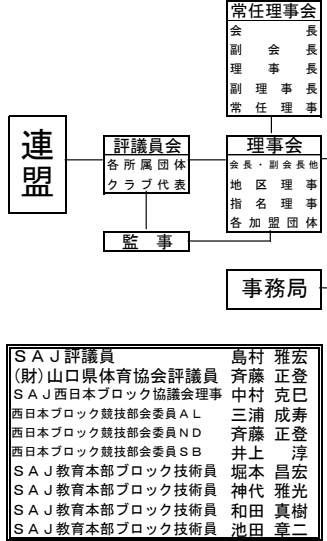 常任理事会
会長
副会長
理事長
副理事長
常任理事
連盟
評議員会
各所属団体
クラブ代表
理事会
会長・副会長他
地区理事
指名理事
各加盟団体
監事
事務局
ＳＡＪ評議員 島村 雅宏
(財)山口県体育協会評議員 斉藤 正登
ＳＡＪ西日本ブロック協議会理事 中村 克巳
西日本ブロック競技部会委員ＡＬ 三浦 成寿
西日本ブロック競技部会委員ＮＤ 斉藤 正登
西日本ブロック競技部会委員ＳＢ 井上 淳
ＳＡＪ教育本部ブロック技術員 堀本 昌宏
ＳＡＪ教育本部ブロック技術員 神代 雅光
ＳＡＪ教育本部ブロック技術員 和田 真樹
ＳＡＪ教育本部ブロック技術員 池田 章二